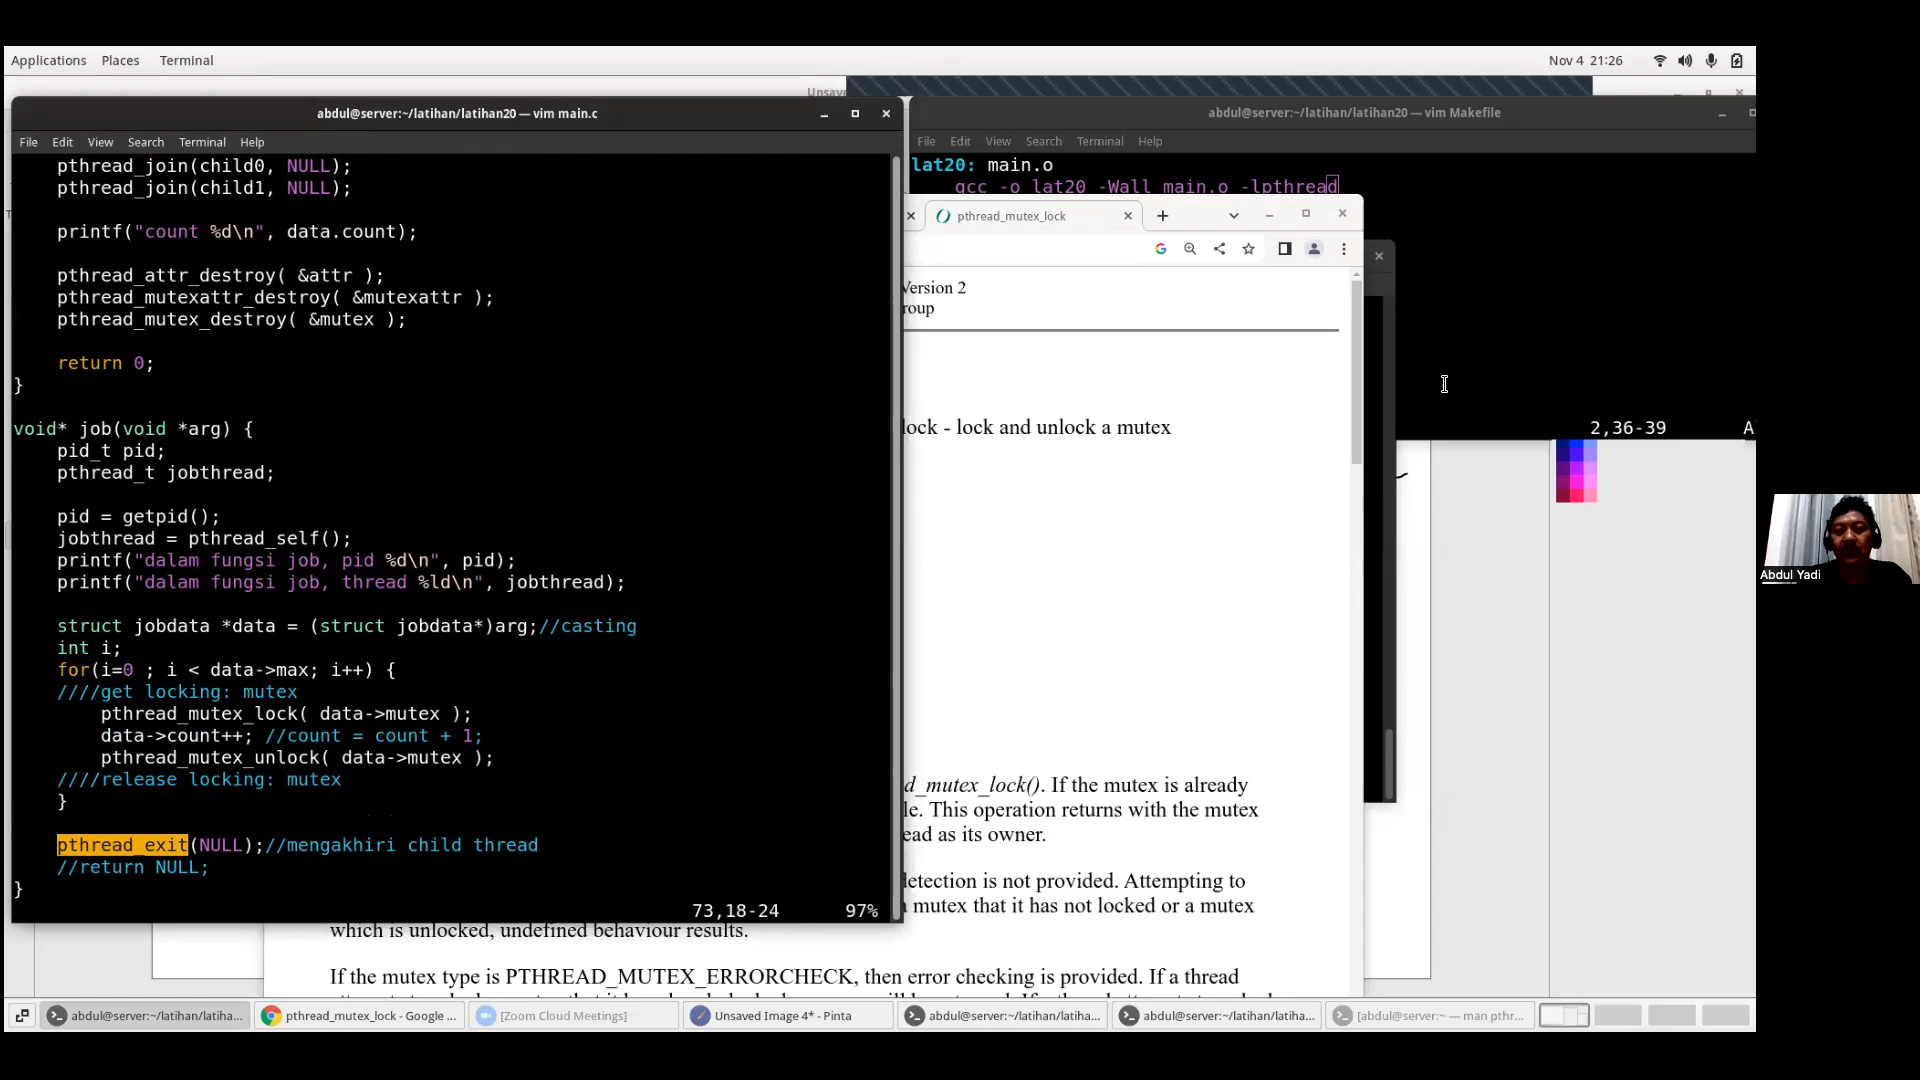 Applications Places Terminal
Nov 4 21:26
Unsave
abdul@server:~/latihan/latihan20 — vim main.c
File Edit View Search Terminal Help
pthread_join(child0, NULL);
pthread_join(child1, NULL);
printf("count %d\n", data.count);
pthread_attr_destroy( &attr );
pthread_mutexattr_destroy( &mutexattr );
pthread_mutex_destroy( &mutex );
return 0;
}
void* job(void *arg) {
pid_t pid;
pthread_t jobthread;
pid = getpid();
jobthread = pthread_self();
printf("dalam fungsi job, pid %d\n", pid);
printf("dalam fungsi job, thread %ld\n", jobthread);
struct jobdata *data = (struct jobdata*)arg;//casting
int i;
for(i=0 ; i < data->max; i++) {
////get locking: mutex
pthread_mutex_lock( data->mutex );
data->count++; //count = count + 1;
pthread_mutex_unlock( data->mutex );
////release locking: mutex
}
pthread_exit(NULL);//mengakhiri child thread
//return NULL;
}
73,18-24 97%
abdul@server:~/latihan/latihan20 — vim Makefile
File Edit View Search Terminal Help
lat20: main.o
gcc -o lat20 -Wall main.o -lpthread
2,36-39 A
pthread_mutex_lock
Version 2
roup
lock - lock and unlock a mutex
d_mutex_lock(). If the mutex is already
le. This operation returns with the mutex
ead as its owner.
detection is not provided. Attempting to
a mutex that it has not locked or a mutex
which is unlocked, undefined behaviour results.
If the mutex type is PTHREAD_MUTEX_ERRORCHECK, then error checking is provided. If a thread
Abdul Yadi
abdul@server:~/latihan/latiha...
pthread_mutex_lock - Google ...
[Zoom Cloud Meetings]
Unsaved Image 4* - Pinta
abdul@server:~/latihan/latiha...
abdul@server:~/latihan/latiha...
[abdul@server:~ — man pthr...